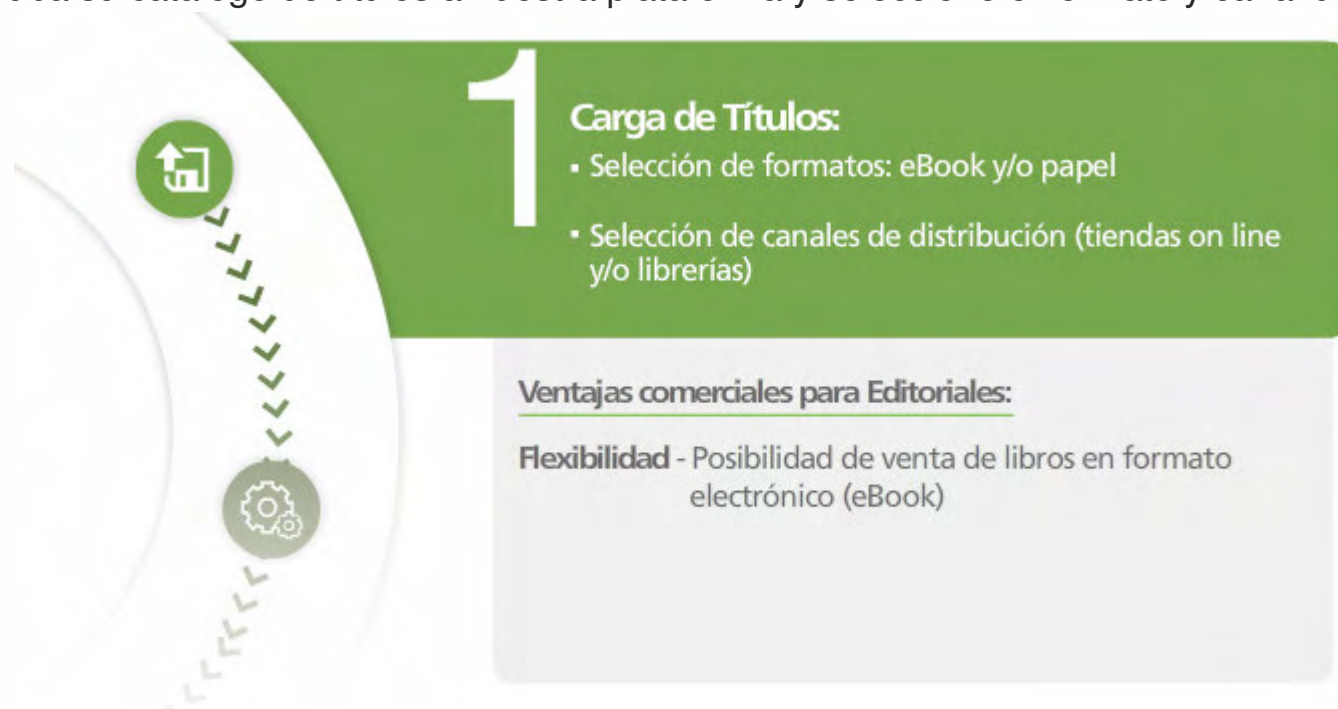 1
Carga de Títulos:
▪ Selección de formatos: eBook y/o papel
▪ Selección de canales de distribución (tiendas on line
y/o librerías)
Ventajas comerciales para Editoriales:
Flexibilidad - Posibilidad de venta de libros en formato
electrónico (eBook)